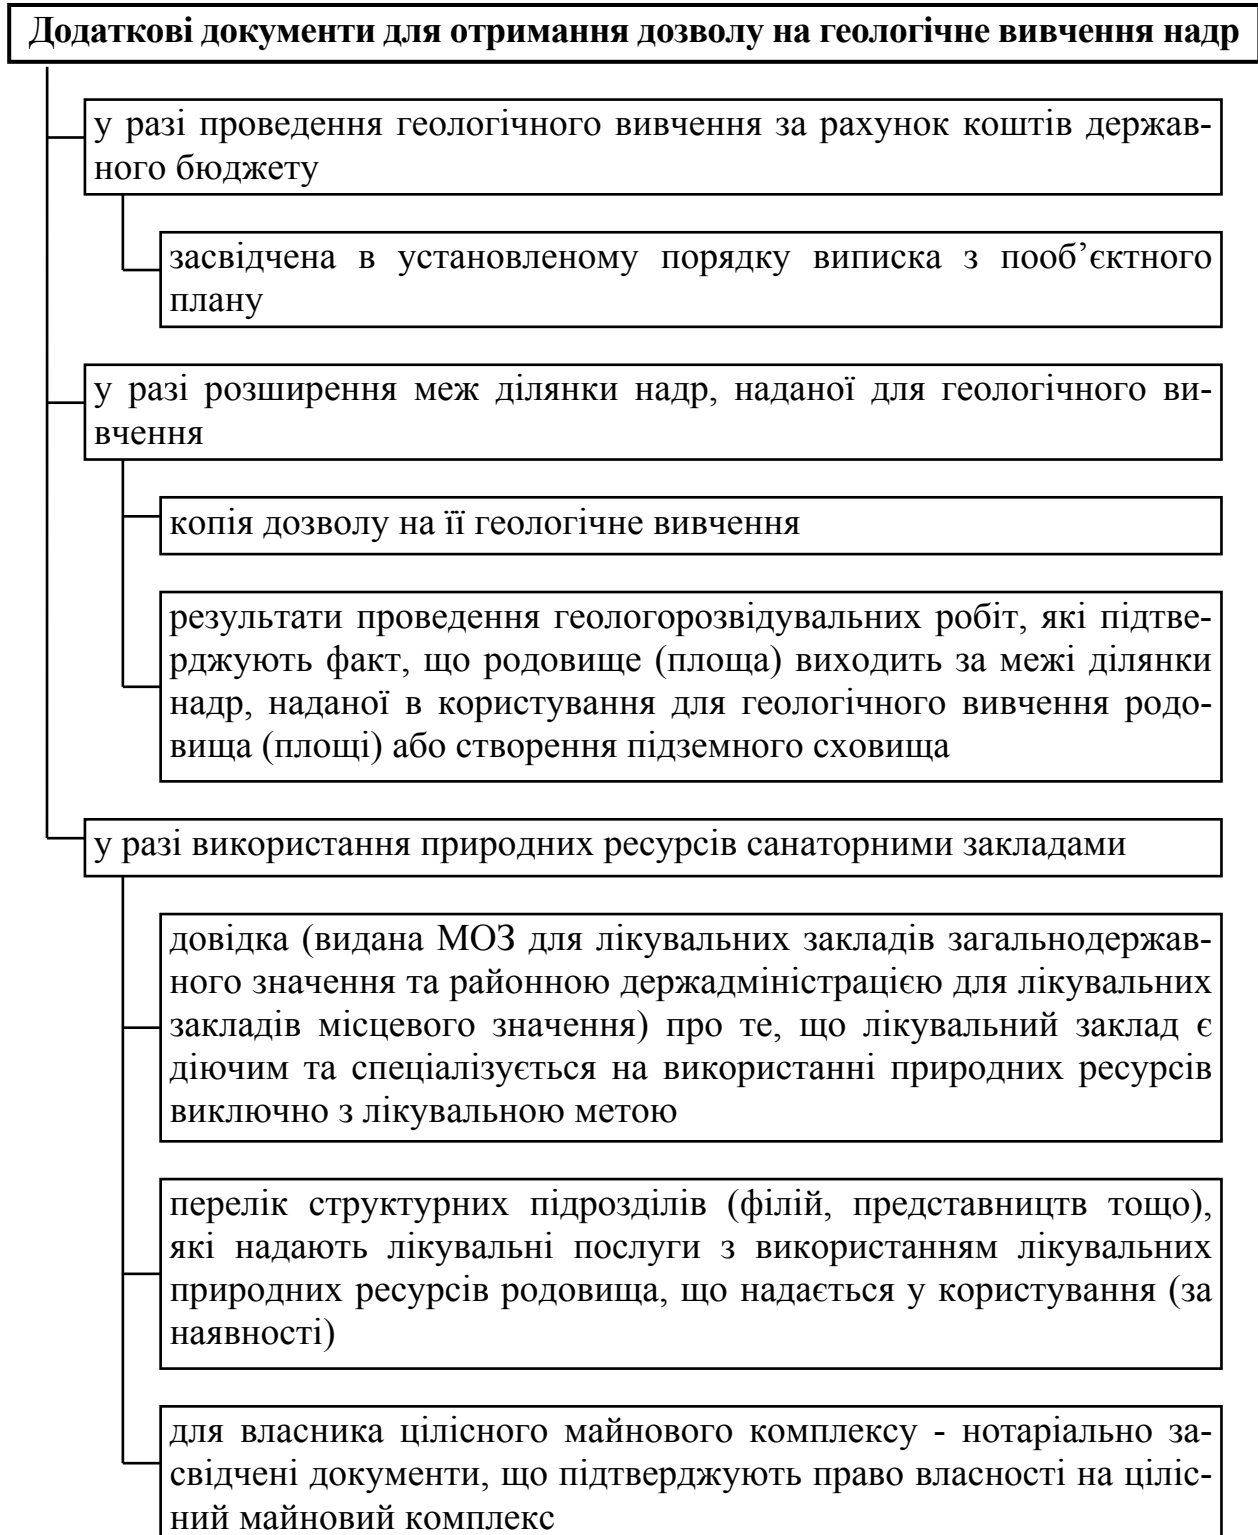 Додаткові документи для отримання дозволу на геологічне вивчення надр
у разі проведення геологічного вивчення за рахунок коштів держав-
ного бюджету
засвідчена в установленому порядку виписка з пооб’єктного
плану
у разі розширення меж ділянки надр, наданої для геологічного ви-
вчення
копія дозволу на її геологічне вивчення
результати проведення геологорозвідувальних робіт, які підтве-
рджують факт, що родовище (площа) виходить за межі ділянки
надр, наданої в користування для геологічного вивчення родо-
вища (площі) або створення підземного сховища
у разі використання природних ресурсів санаторними закладами
довідка (видана МОЗ для лікувальних закладів загальнодержав-
ного значення та районною держадміністрацією для лікувальних
закладів місцевого значення) про те, що лікувальний заклад є
діючим та спеціалізується на використанні природних ресурсів
виключно з лікувальною метою
перелік структурних підрозділів (філій, представництв тощо),
які надають лікувальні послуги з використанням лікувальних
природних ресурсів родовища, що надається у користування (за
наявності)
для власника цілісного майнового комплексу - нотаріально за-
свідчені документи, що підтверджують право власності на ціліс-
ний майновий комплекс